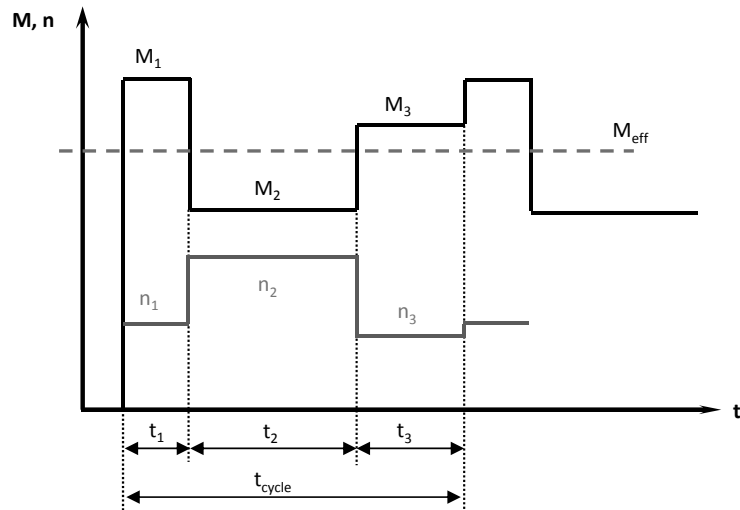 M, n
M₁
M₃
M_eff
M₂
n₂
n₁
n₃
t
t₁
t₂
t₃
t_cycle